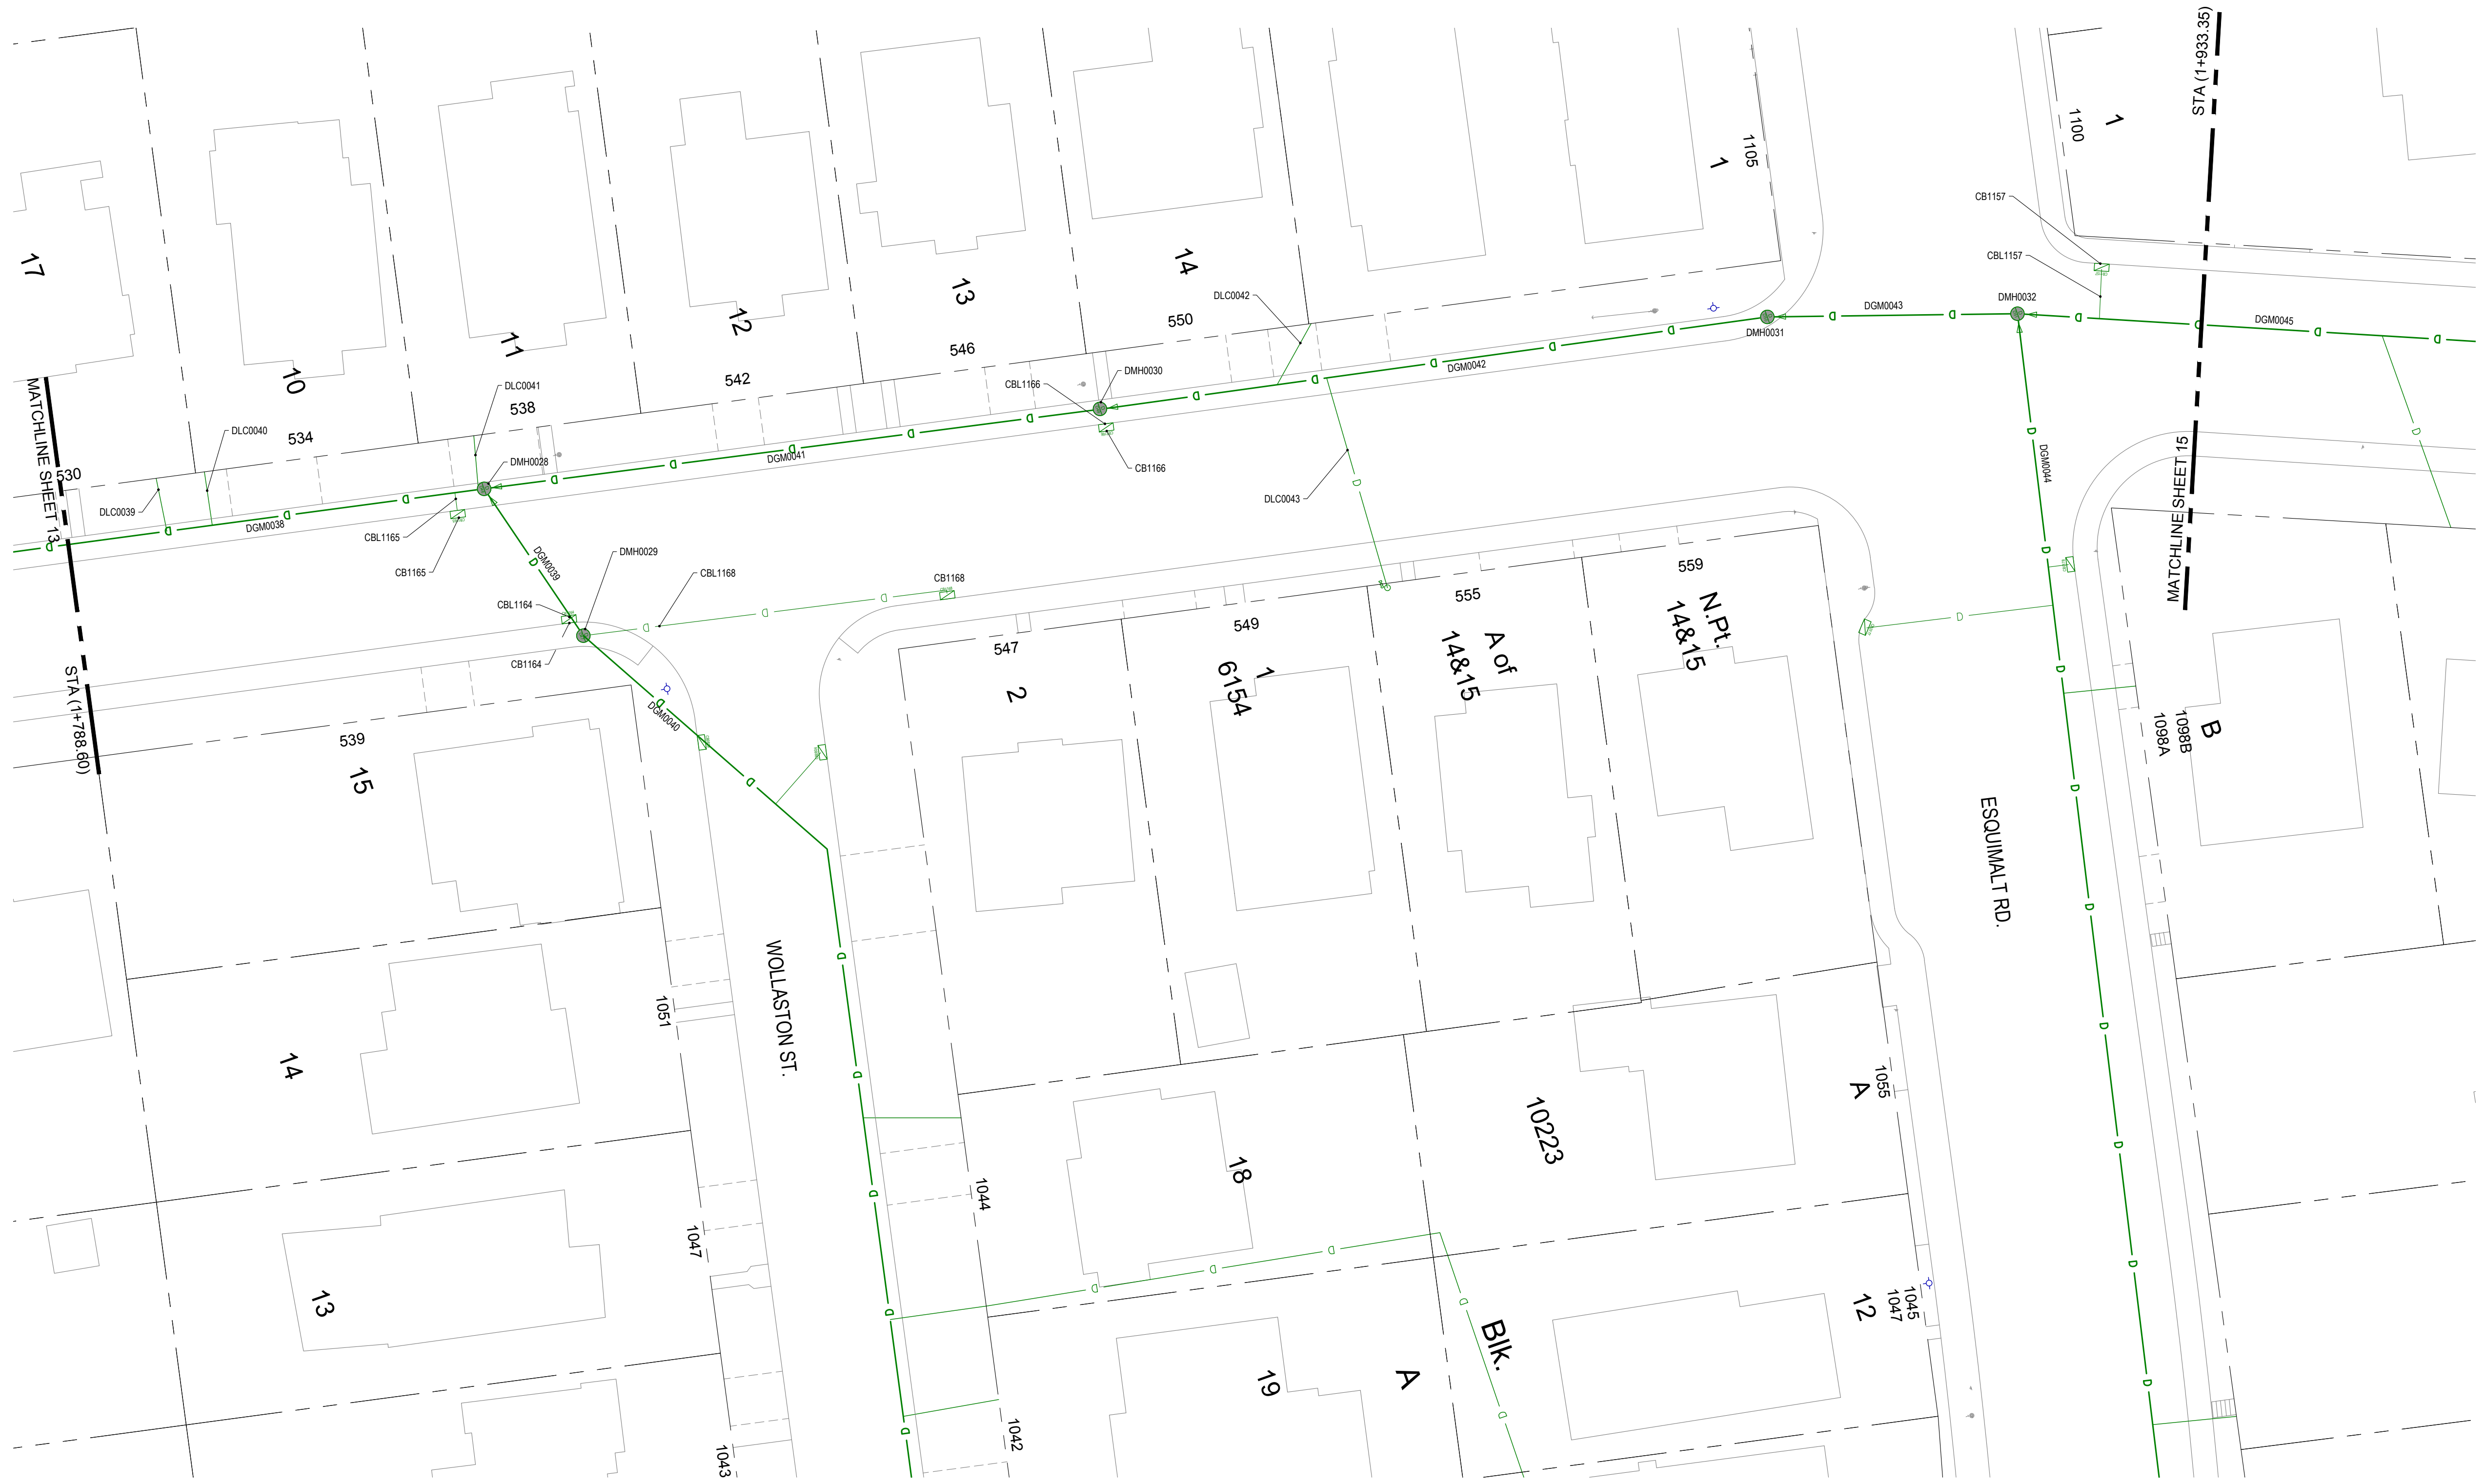 STA (1+933.35)
1
1100
1105
1
CB1157
CBL1157
17
14
13
12
11
10
DLC0042
550
546
542
538
534
530
DGM0043
DMH0032
DGM0045
DMH0031
DGM0042
DMH0030
CBL1166
CB1166
DLC0041
DLC0040
DMH0028
DGM0041
DLC0039
DGM0038
MATCHLINE SHEET 13
CBL1165
CB1165
DLC0043
DGM0044
MATCHLINE SHEET 15
DGM0039
DMH0029
CBL1168
CB1168
CBL1164
CB1164
559
555
549
547
N.Pt.
14&15
A of
14&15
1
6154
2
STA (1+788.60)
DGM0040
539
15
B
1098B
1098A
ESQUIMALT RD.
WOLLASTON ST.
1051
14
1055
A
10223
18
1044
1047
13
1045
1047
12
Blk.
A
19
1042
1043
D D D D D D D D D D D D D D D D D D D D D D D D D D D D D D D D D D D D D D D D D D D D D D D D D D